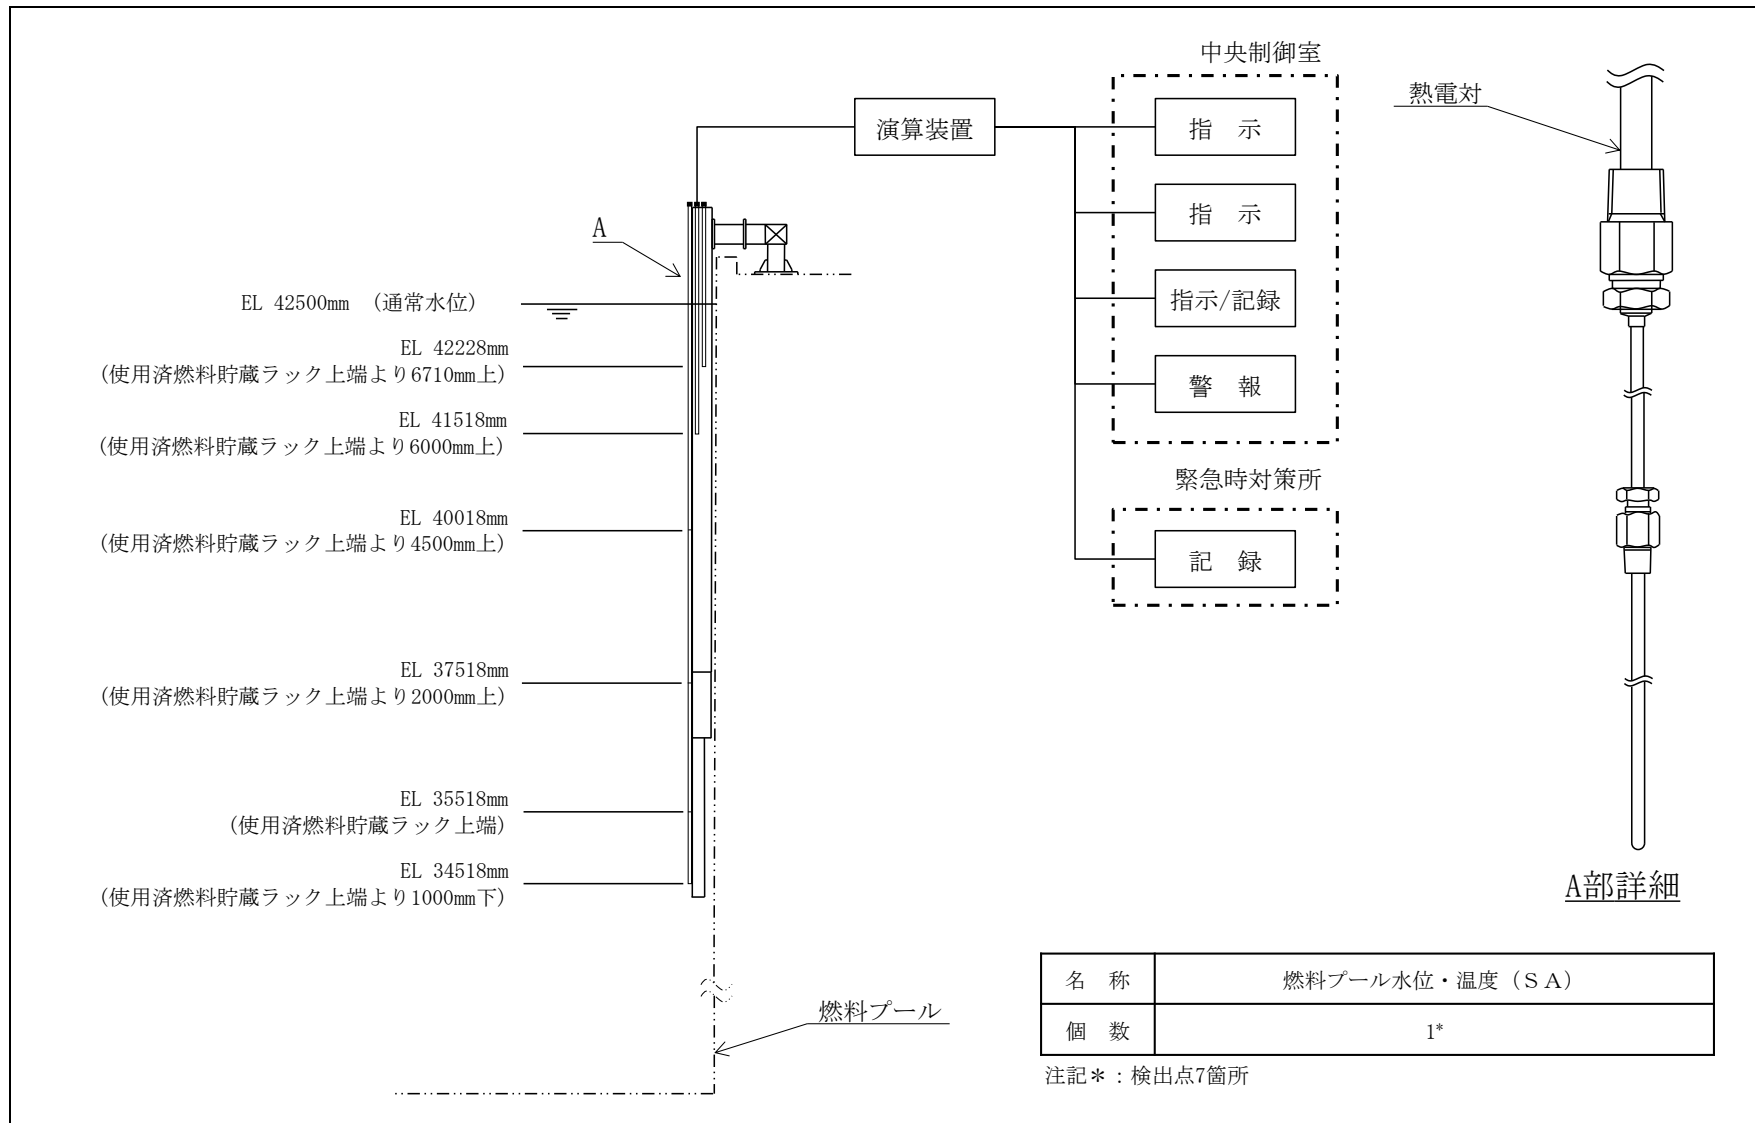 中央制御室
熱電対
演算装置
指　示
指　示
指示/記録
警　報
緊急時対策所
記　録
A
EL 42500mm （通常水位）
EL 42228mm
(使用済燃料貯蔵ラック上端より6710mm上)
EL 41518mm
(使用済燃料貯蔵ラック上端より6000mm上)
EL 40018mm
(使用済燃料貯蔵ラック上端より4500mm上)
EL 37518mm
(使用済燃料貯蔵ラック上端より2000mm上)
EL 35518mm
(使用済燃料貯蔵ラック上端)
EL 34518mm
(使用済燃料貯蔵ラック上端より1000mm下)
燃料プール
A部詳細
名　称　燃料プール水位・温度（ＳＡ）
個　数　1*
注記＊：検出点7箇所